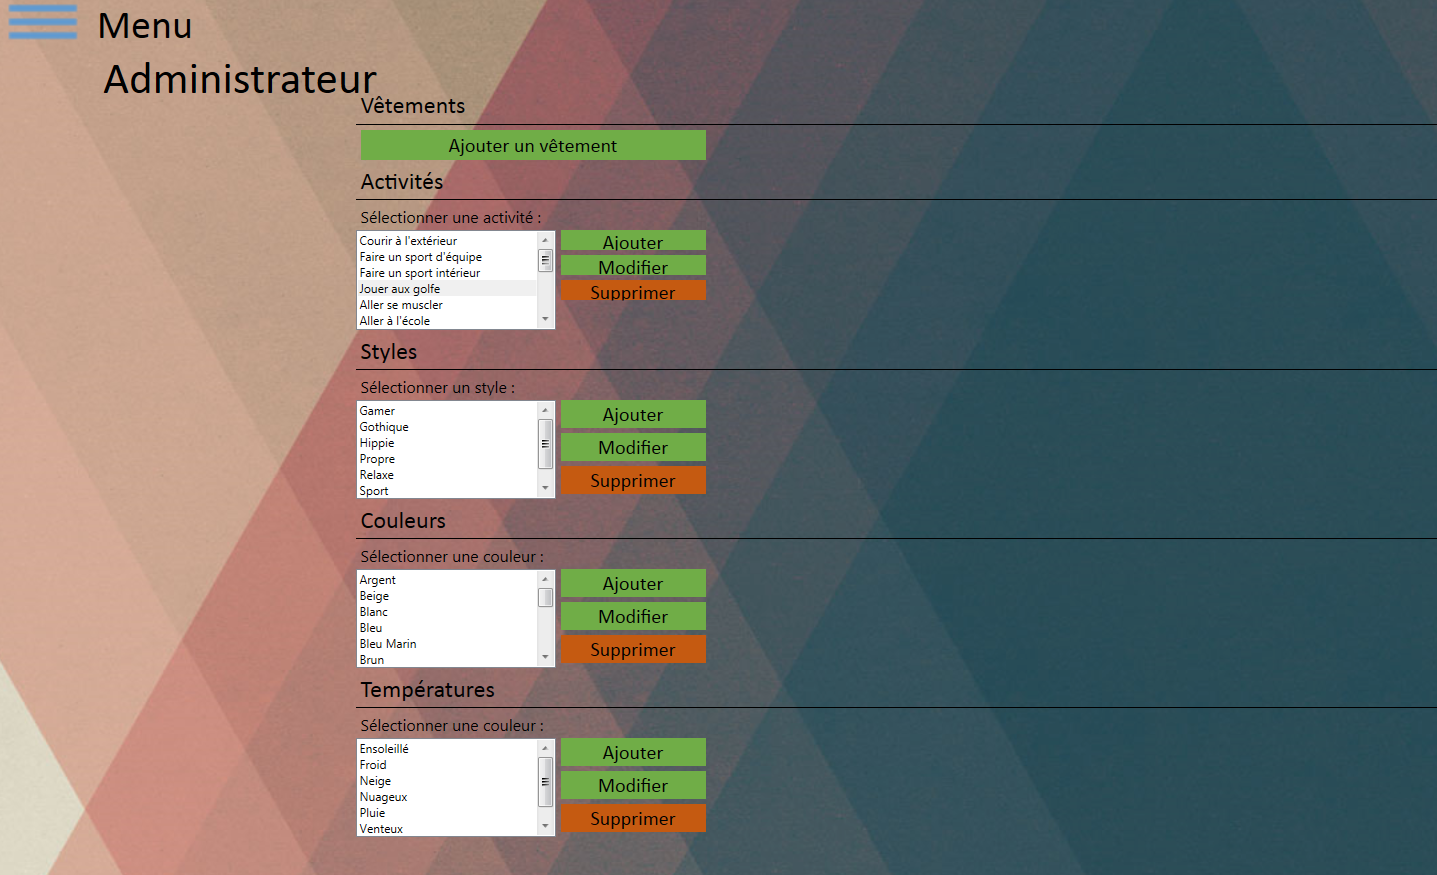 Menu
Administrateur
Vêtements
Ajouter un vêtement
Activités
Sélectionner une activité :
Courir à l'extérieur
Faire un sport d'équipe
Faire un sport intérieur
Jouer aux golfe
Aller se muscler
Aller à l'école
Ajouter
Modifier
Supprimer
Styles
Sélectionner un style :
Gamer
Gothique
Hippie
Propre
Relaxe
Sport
Ajouter
Modifier
Supprimer
Couleurs
Sélectionner une couleur :
Argent
Beige
Blanc
Bleu
Bleu Marin
Brun
Ajouter
Modifier
Supprimer
Températures
Sélectionner une couleur :
Ensoleillé
Froid
Neige
Nuageux
Pluie
Venteux
Ajouter
Modifier
Supprimer